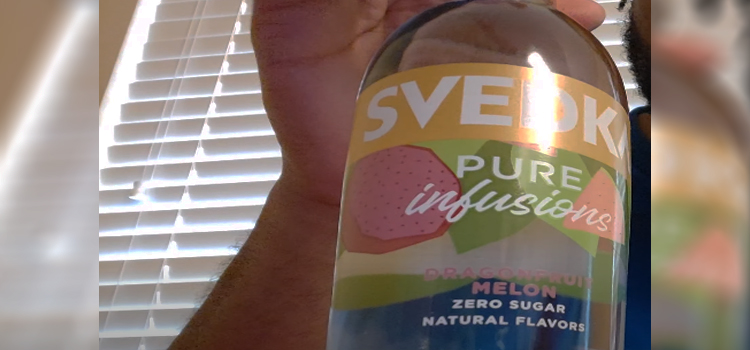 SVEDKA
PURE
infusions
DRAGONFRUIT
MELON
ZERO SUGAR
NATURAL FLAVORS